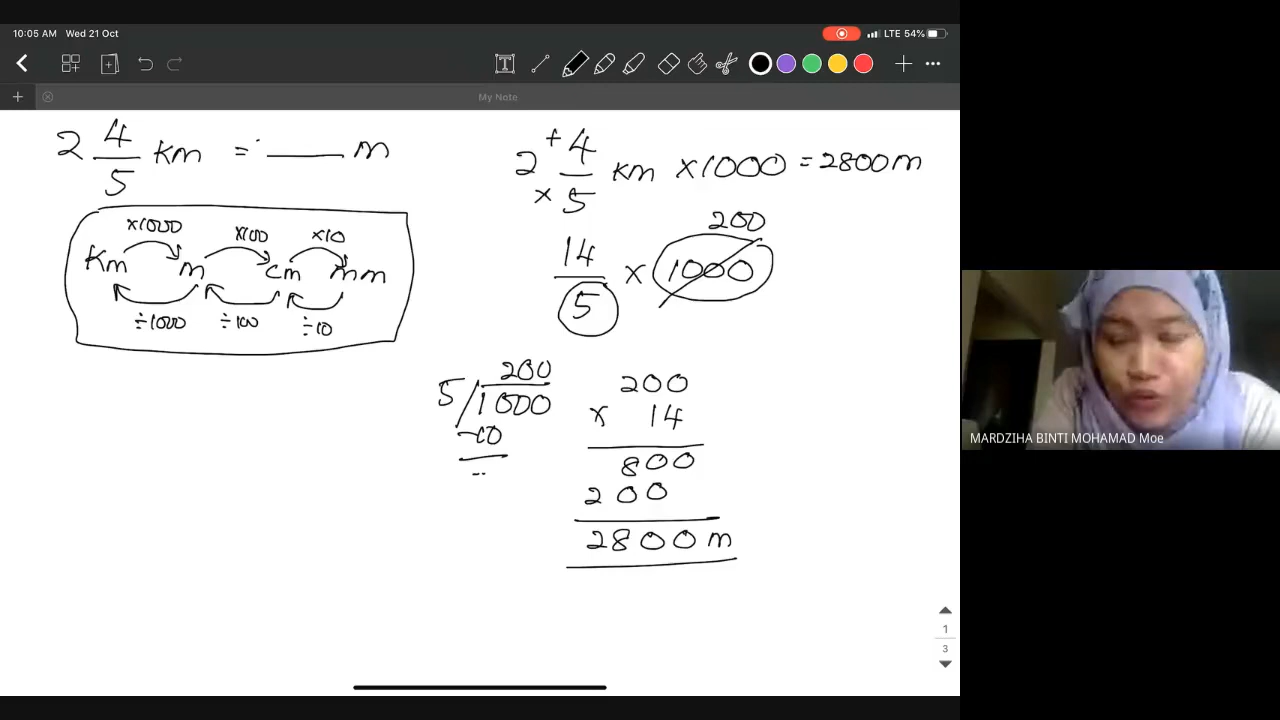 10:05 AM Wed 21 Oct
LTE 54%
My Note
2 4/5 km = ____ m
×1000 ×100 ×10
km m cm mm
÷1000 ÷100 ÷10
2 + 4
× 5 km ×1000 = 2800 m
200
14/5 × 1000
200
5/1000
-10
--
200
× 14
800
200
2800 m
1
3
MARDZIHA BINTI MOHAMAD Moe